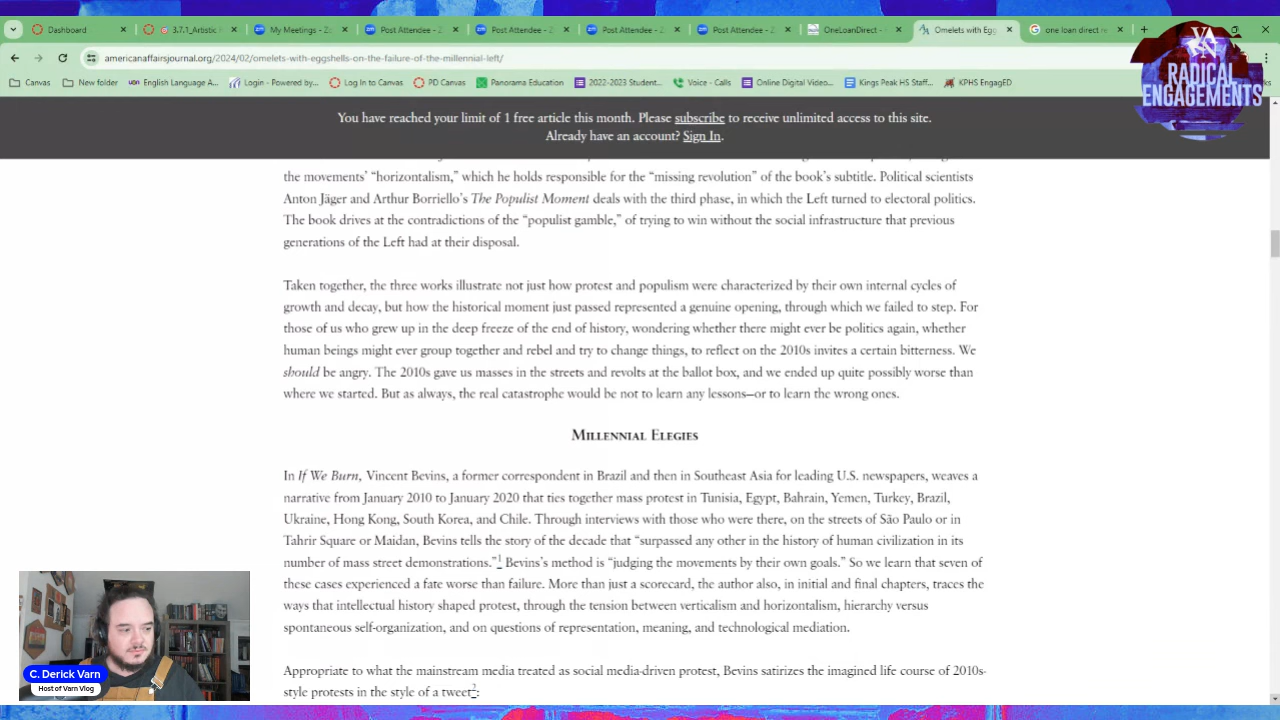 Dashboard
3.7.1_Artistic
My Meetings - Z
Post Attendee - Z
Post Attendee - Z
Post Attendee - Z
Post Attendee - Z
OneLoanDirect -
Omelets with Egg
one loan direct re
americanaffairsjournal.org/2024/02/omelets-with-eggshells-on-the-failure-of-the-millennial-left/
Canvas
New folder
English Language A...
Login - Powered by...
Log In to Canvas
PD Canvas
Panorama Education
2022-2023 Student...
Voice - Calls
Online Digital Video...
Kings Peak HS Staff...
KPHS EngagED
RADICAL
ENGAGEMENTS
You have reached your limit of 1 free article this month. Please subscribe to receive unlimited access to this site.
Already have an account? Sign In.
the movements' “horizontalism,” which he holds responsible for the “missing revolution” of the book's subtitle. Political scientists
Anton Jäger and Arthur Borriello's The Populist Moment deals with the third phase, in which the Left turned to electoral politics.
The book drives at the contradictions of the “populist gamble,” of trying to win without the social infrastructure that previous
generations of the Left had at their disposal.
Taken together, the three works illustrate not just how protest and populism were characterized by their own internal cycles of
growth and decay, but how the historical moment just passed represented a genuine opening, through which we failed to step. For
those of us who grew up in the deep freeze of the end of history, wondering whether there might ever be politics again, whether
human beings might ever group together and rebel and try to change things, to reflect on the 2010s invites a certain bitterness. We
should be angry. The 2010s gave us masses in the streets and revolts at the ballot box, and we ended up quite possibly worse than
where we started. But as always, the real catastrophe would be not to learn any lessons—or to learn the wrong ones.
Millennial Elegies
In If We Burn, Vincent Bevins, a former correspondent in Brazil and then in Southeast Asia for leading U.S. newspapers, weaves a
narrative from January 2010 to January 2020 that ties together mass protest in Tunisia, Egypt, Bahrain, Yemen, Turkey, Brazil,
Ukraine, Hong Kong, South Korea, and Chile. Through interviews with those who were there, on the streets of São Paulo or in
Tahrir Square or Maidan, Bevins tells the story of the decade that “surpassed any other in the history of human civilization in its
number of mass street demonstrations.”1 Bevins's method is “judging the movements by their own goals.” So we learn that seven of
these cases experienced a fate worse than failure. More than just a scorecard, the author also, in initial and final chapters, traces the
ways that intellectual history shaped protest, through the tension between verticalism and horizontalism, hierarchy versus
spontaneous self-organization, and on questions of representation, meaning, and technological mediation.
Appropriate to what the mainstream media treated as social media-driven protest, Bevins satirizes the imagined life course of 2010s-
style protests in the style of a tweet2:
C. Derick Varn
Host of Varn Vlog